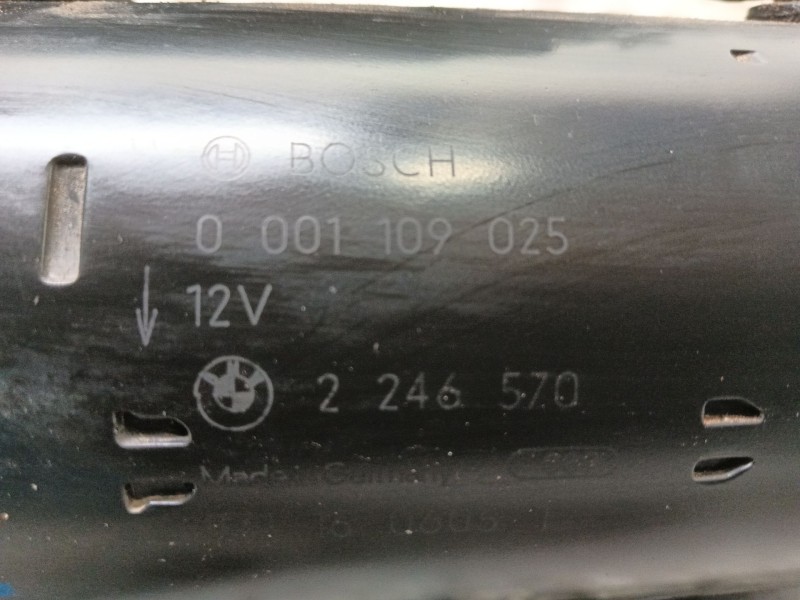 BOSCH
0 001 109 025
12V
2 246 570
Made in Germany